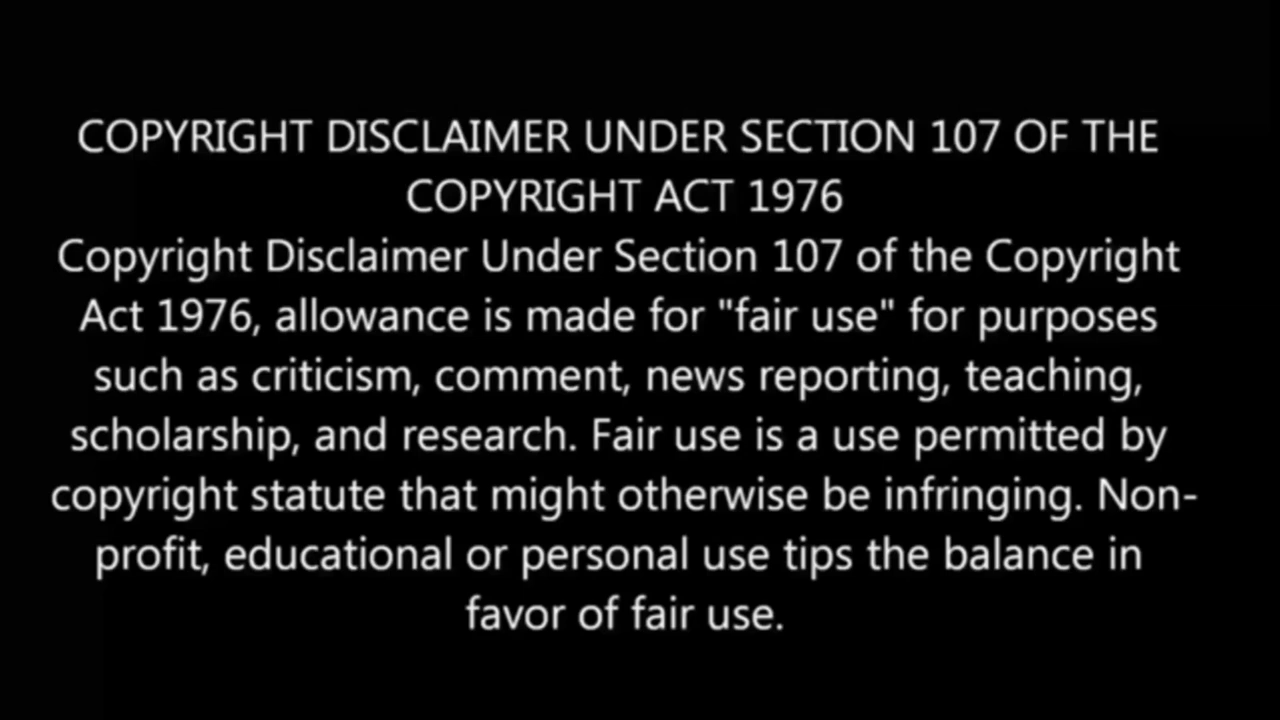 COPYRIGHT DISCLAIMER UNDER SECTION 107 OF THE
COPYRIGHT ACT 1976
Copyright Disclaimer Under Section 107 of the Copyright
Act 1976, allowance is made for "fair use" for purposes
such as criticism, comment, news reporting, teaching,
scholarship, and research. Fair use is a use permitted by
copyright statute that might otherwise be infringing. Non-
profit, educational or personal use tips the balance in
favor of fair use.